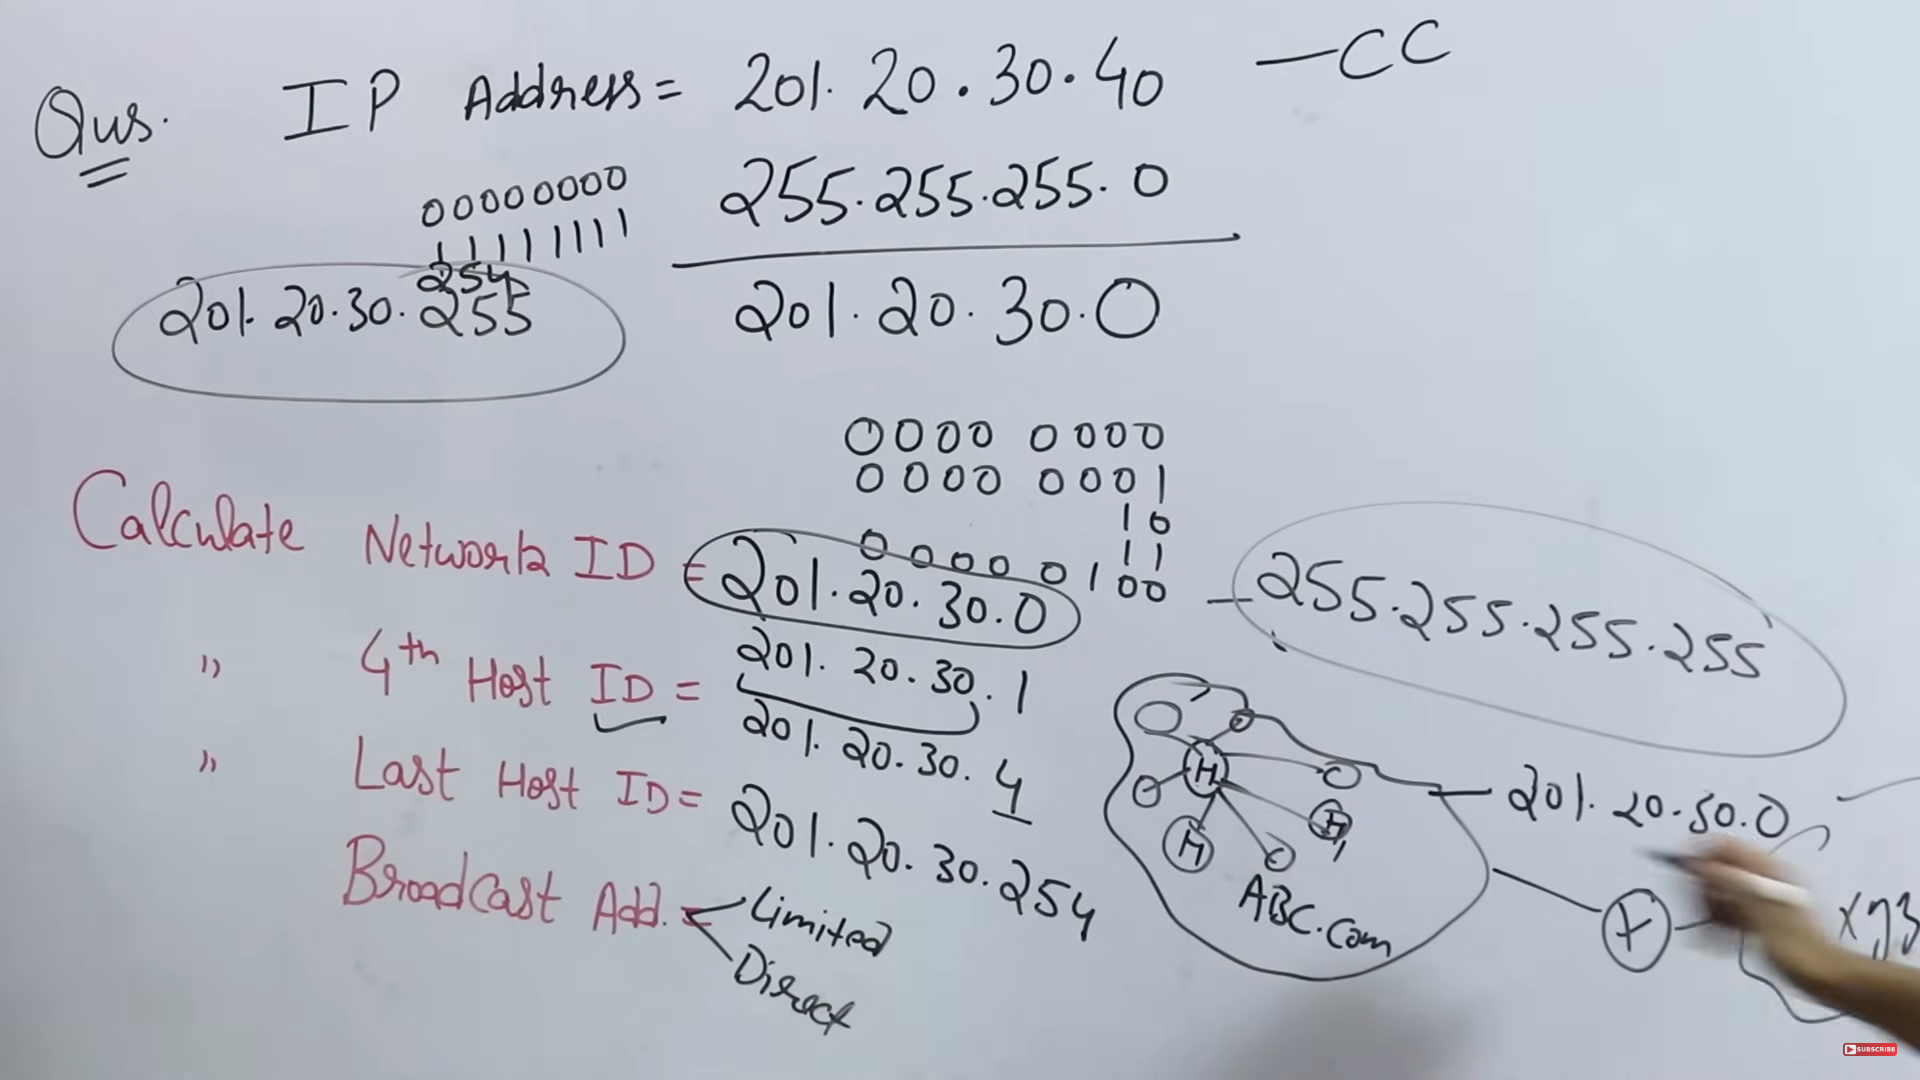 Qus. IP Address = 201.20.30.40 — CC
255.255.255.0
00000000
11111111
254
201.20.30.255
201.20.30.0
0000 0000
0000 0001
10
11
0000 0100
Calculate Network ID = 201.20.30.0
— 255.255.255.255
201.20.30.1
" 4th Host ID =
201.20.30.4
" Last Host ID = 201.20.30.254
BroadCast Add. =
Limited
Direct
H
H
H
ABC.com
— 201.20.30.0
SUBSCRIBE